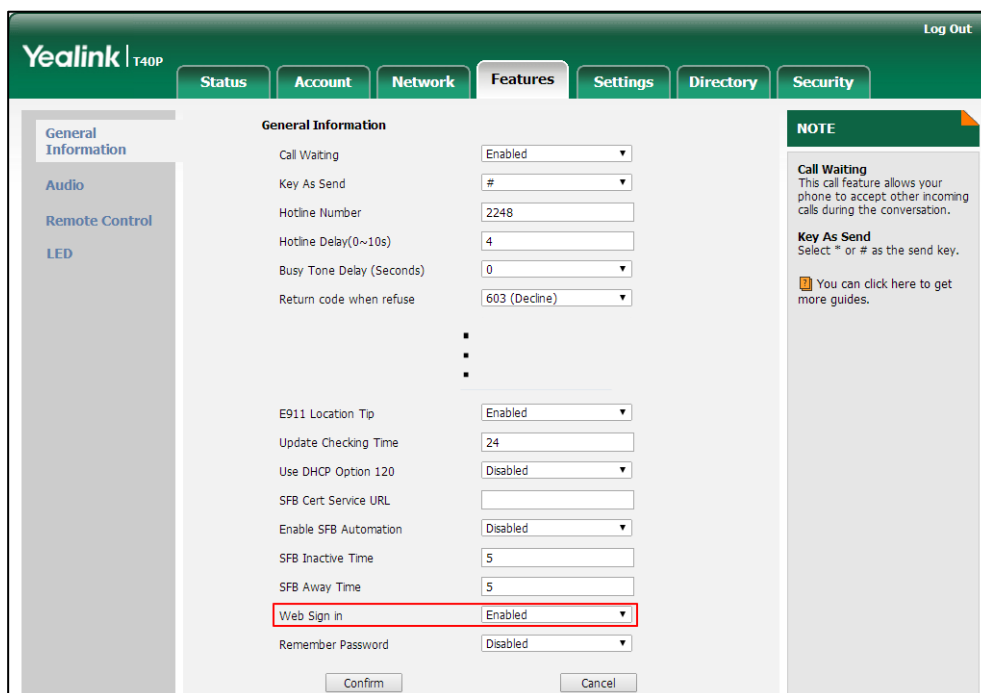 Log Out
Yealink T40P
Status Account Network Features Settings Directory Security
General
Information
Audio
Remote Control
LED
General Information
Call Waiting Enabled
Key As Send #
Hotline Number 2248
Hotline Delay(0~10s) 4
Busy Tone Delay (Seconds) 0
Return code when refuse 603 (Decline)
E911 Location Tip Enabled
Update Checking Time 24
Use DHCP Option 120 Disabled
SFB Cert Service URL
Enable SFB Automation Disabled
SFB Inactive Time 5
SFB Away Time 5
Web Sign in Enabled
Remember Password Disabled
Confirm Cancel
NOTE
Call Waiting
This call feature allows your
phone to accept other incoming
calls during the conversation.
Key As Send
Select * or # as the send key.
? You can click here to get
more guides.